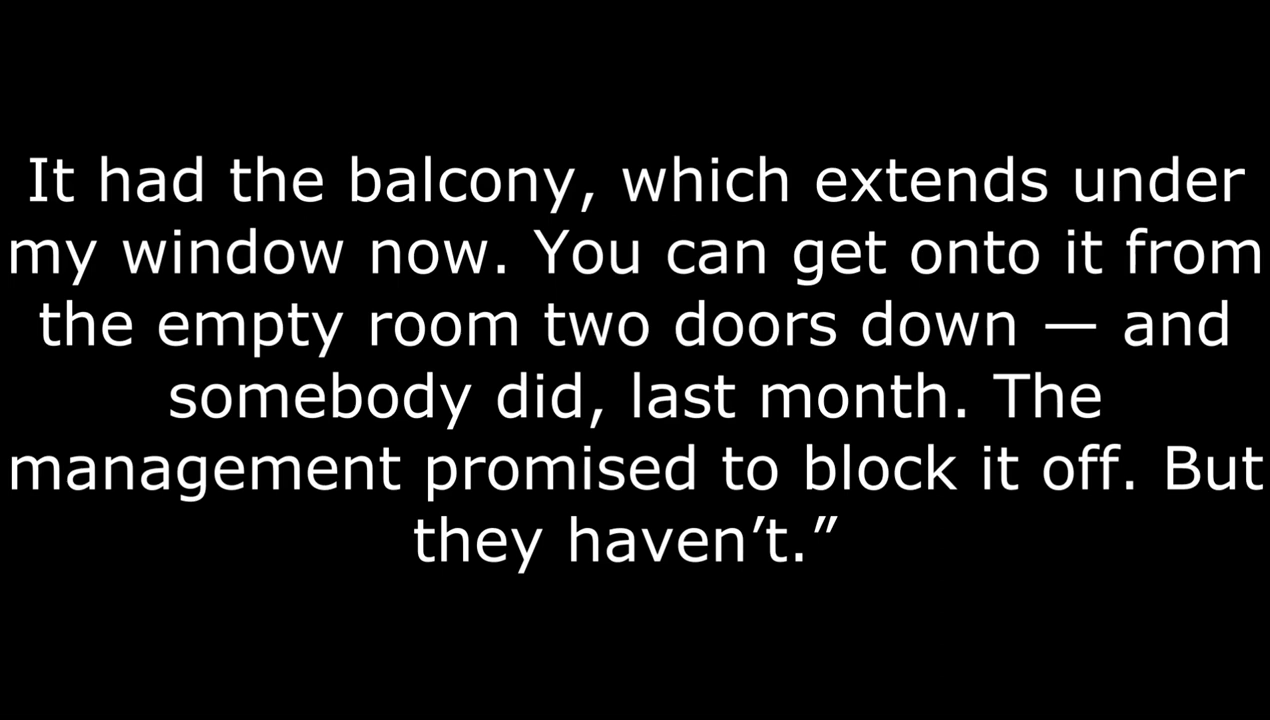 It had the balcony, which extends under
my window now. You can get onto it from
the empty room two doors down — and
somebody did, last month. The
management promised to block it off. But
they haven’t.”